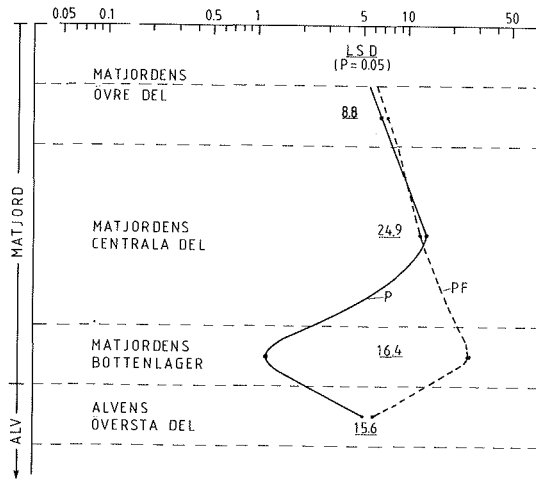 0.05 0.1 0.5 1 5 10 50
LSD
(P=0.05)
MATJORDENS
ÖVRE DEL
8.8
MATJORD
MATJORDENS
CENTRALA DEL
24.9
P
PF
MATJORDENS
BOTTENLAGER
16.4
ALV
ALVENS
ÖVERSTA DEL
15.6